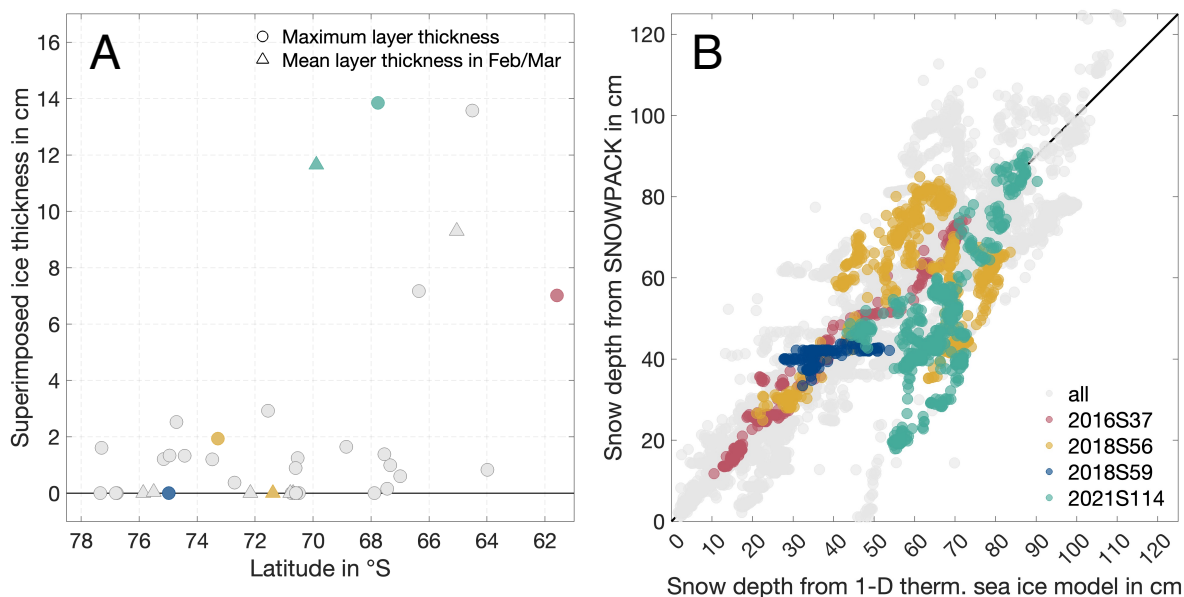 A
Maximum layer thickness
Mean layer thickness in Feb/Mar
Superimposed ice thickness in cm
16
14
12
10
8
6
4
2
0
78 76 74 72 70 68 66 64 62
Latitude in °S
B
Snow depth from SNOWPACK in cm
120
100
80
60
40
20
0
all
2016S37
2018S56
2018S59
2021S114
0 10 20 30 40 50 60 70 80 90 100 120
Snow depth from 1-D therm. sea ice model in cm